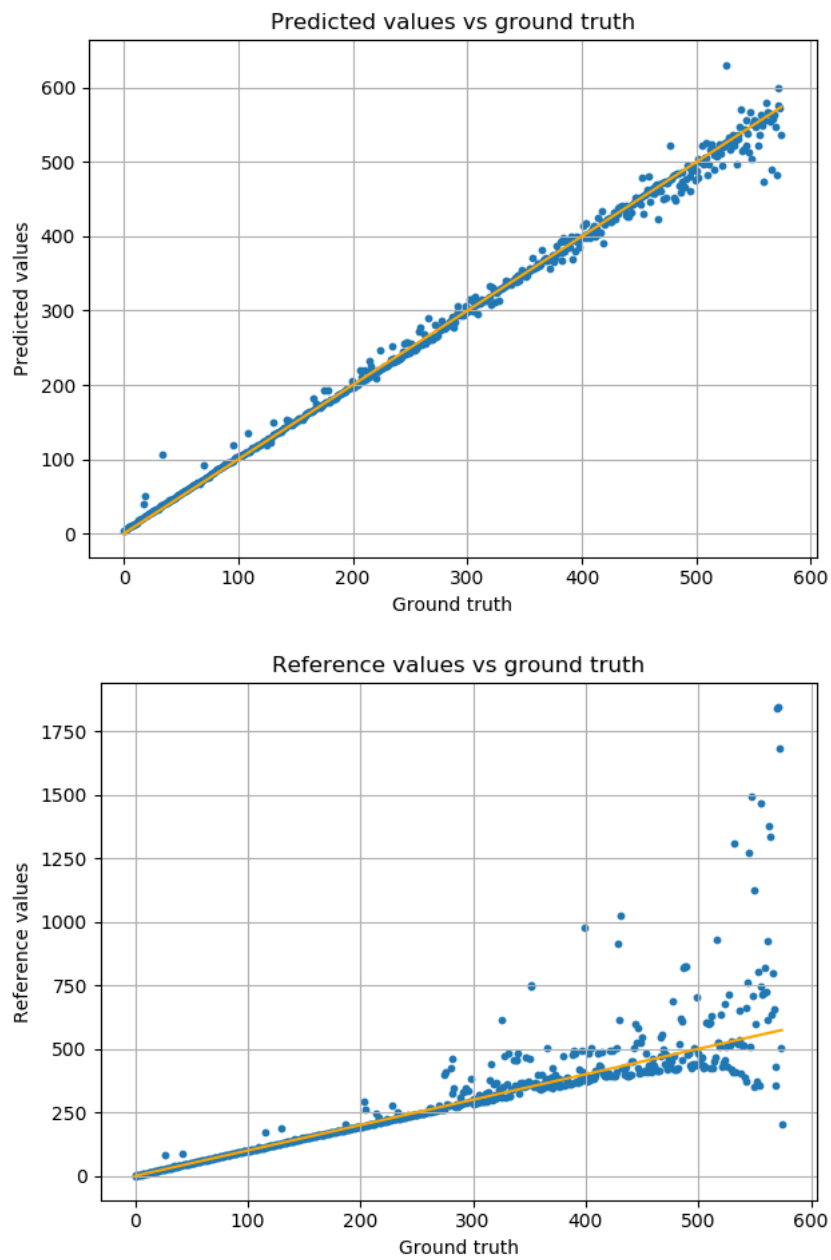 Predicted values vs ground truth
600
500
400
300
200
100
0
Predicted values
0 100 200 300 400 500 600
Ground truth
Reference values vs ground truth
1750
1500
1250
1000
750
500
250
0
Reference values
0 100 200 300 400 500 600
Ground truth